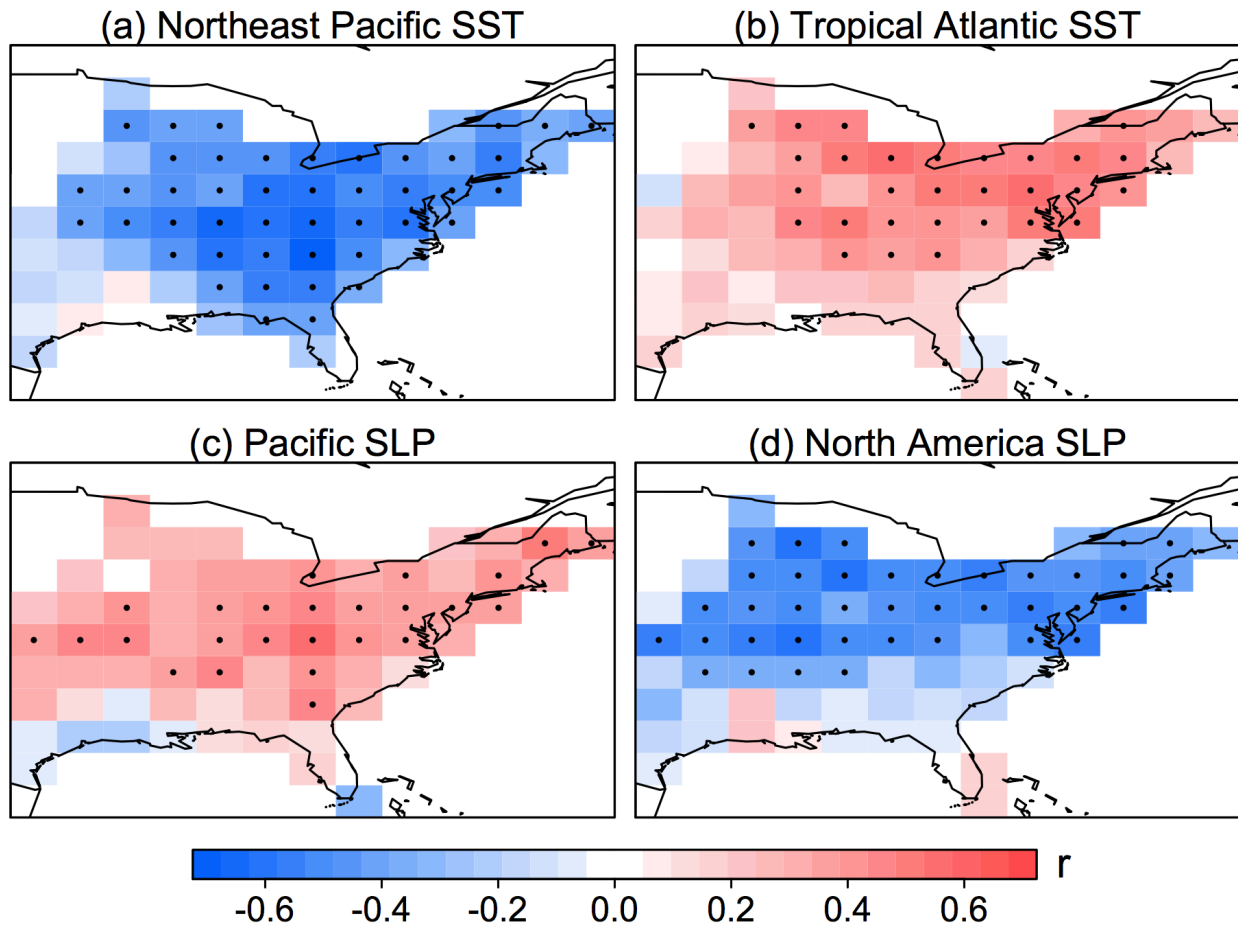 (a) Northeast Pacific SST
(b) Tropical Atlantic SST
(c) Pacific SLP
(d) North America SLP
r
-0.6 -0.4 -0.2 0.0 0.2 0.4 0.6